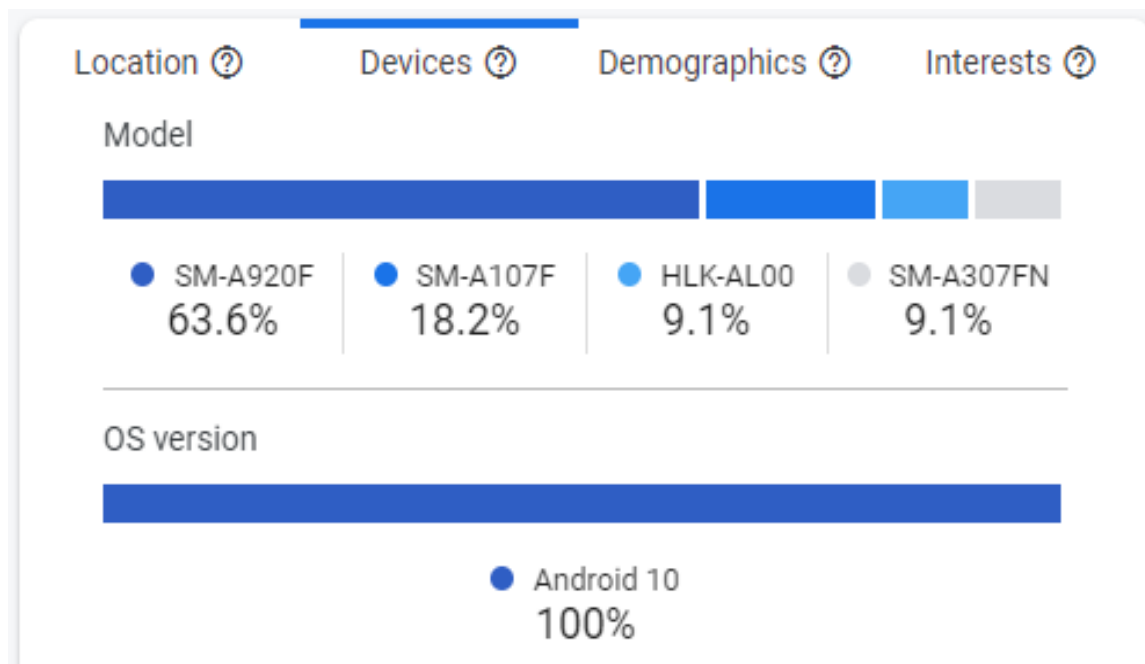 Location Devices Demographics Interests
Model
SM-A920F SM-A107F HLK-AL00 SM-A307FN
63.6% 18.2% 9.1% 9.1%
OS version
Android 10
100%